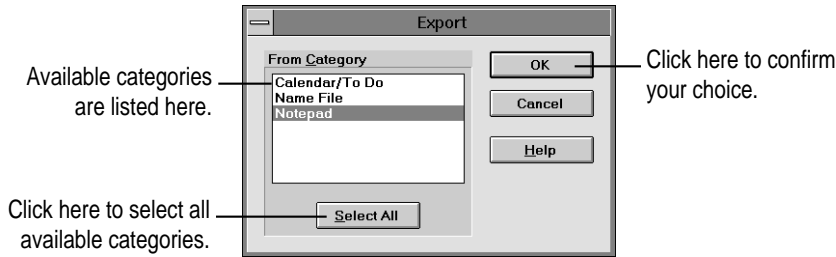 Export
From Category
Calendar/To Do
Name File
Notepad
Select All
OK
Cancel
Help
Available categories
are listed here.
Click here to select all
available categories.
Click here to confirm
your choice.